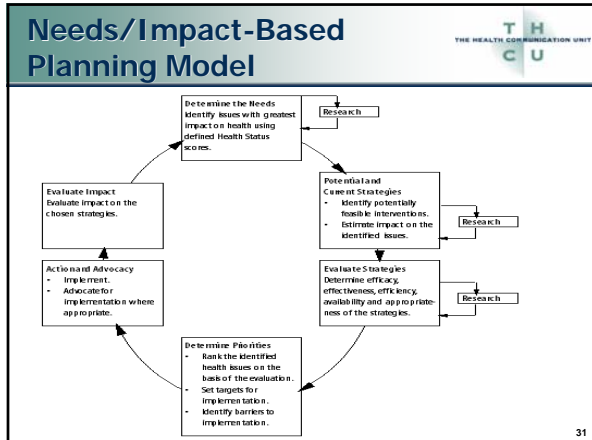 Needs/Impact-Based
Planning Model
T H
THE HEALTH COMMUNICATION UNIT
C U
Determine the Needs
Identify issues with greatest
impact on health using
defined Health Status
scores.
Research
Potential and
Current Strategies
- Identify potentially
feasible interventions.
- Estimate impact on the
identified issues.
Research
Evaluate Strategies
Determine efficacy,
effectiveness, efficiency,
availability and appropriate-
ness of the strategies.
Research
Determine Priorities
- Rank the identified
health issues on the
basis of the evaluation.
- Set targets for
implementation.
- Identify barriers to
implementation.
Action and Advocacy
- Implement.
- Advocate for
implementation where
appropriate.
Evaluate Impact
Evaluate impact on the
chosen strategies.
31